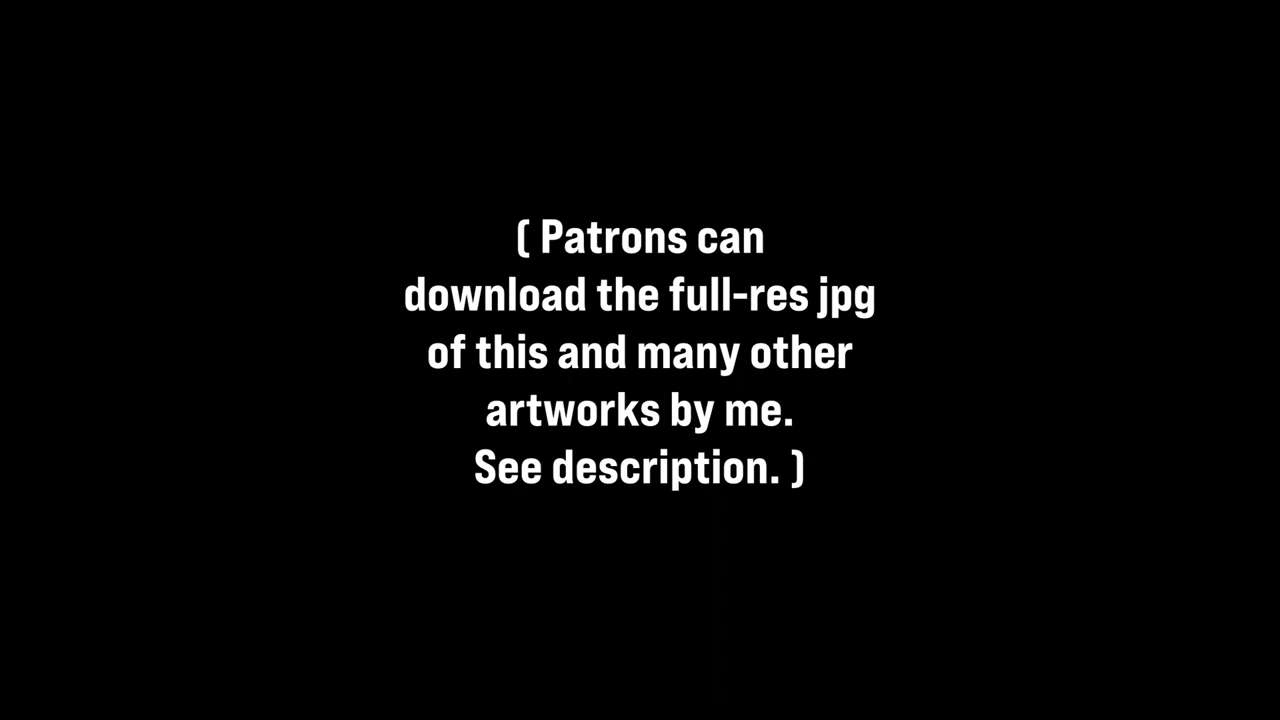 ( Patrons can
download the full-res jpg
of this and many other
artworks by me.
See description. )